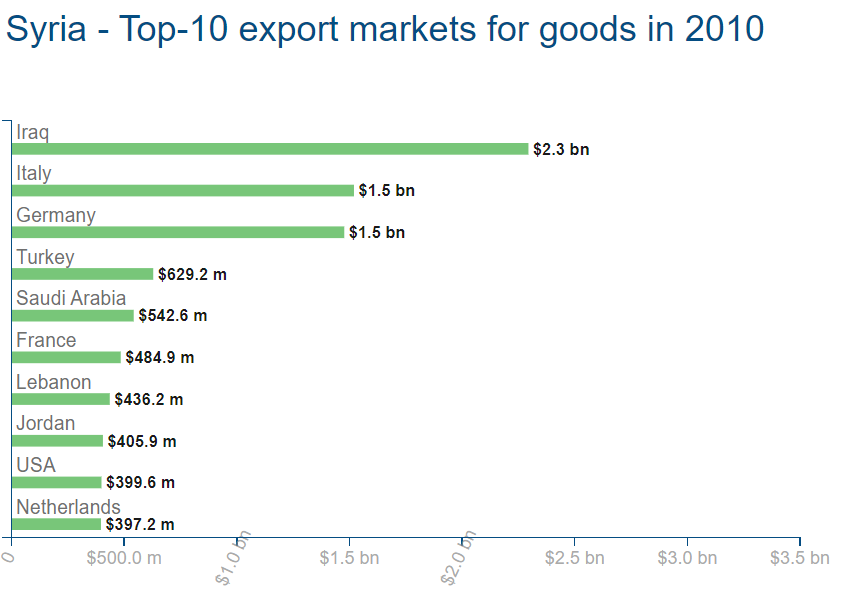 Syria - Top-10 export markets for goods in 2010
Iraq
$2.3 bn
Italy
$1.5 bn
Germany
$1.5 bn
Turkey
$629.2 m
Saudi Arabia
$542.6 m
France
$484.9 m
Lebanon
$436.2 m
Jordan
$405.9 m
USA
$399.6 m
Netherlands
$397.2 m
0
$500.0 m
$1.0 bn
$1.5 bn
$2.0 bn
$2.5 bn
$3.0 bn
$3.5 bn